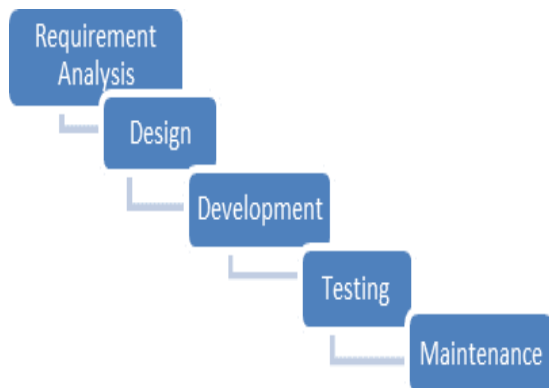 Requirement
Analysis
Design
Development
Testing
Maintenance